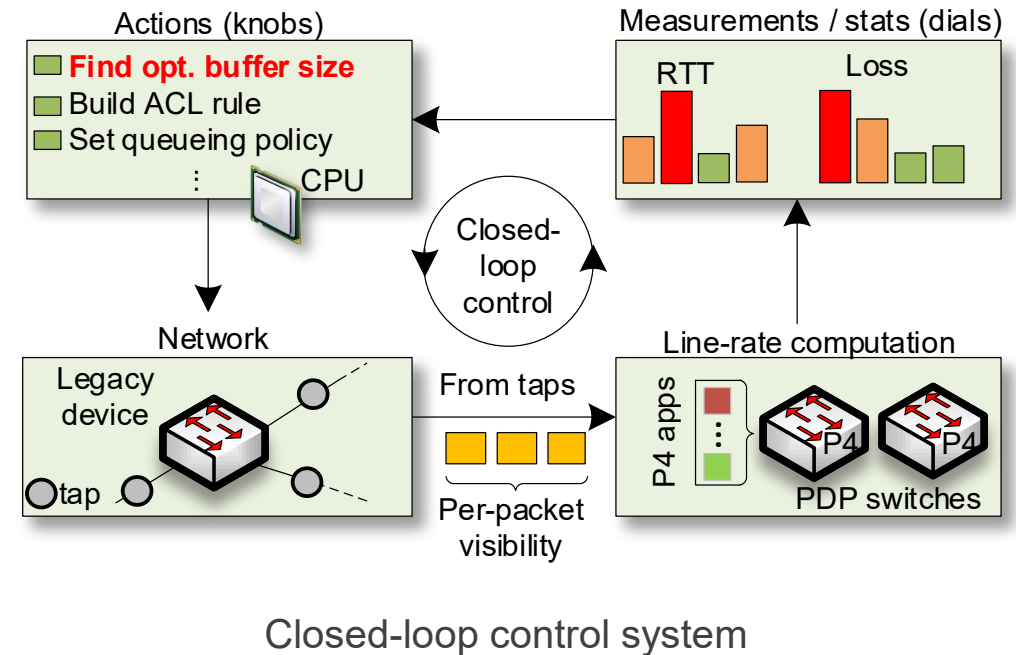 Actions (knobs)
Find opt. buffer size
Build ACL rule
Set queueing policy
⋮
CPU
Measurements / stats (dials)
RTT
Loss
Closed-
loop
control
Network
Legacy
device
tap
From taps
Per-packet
visibility
Line-rate computation
P4 apps
P4
P4
PDP switches
Closed-loop control system